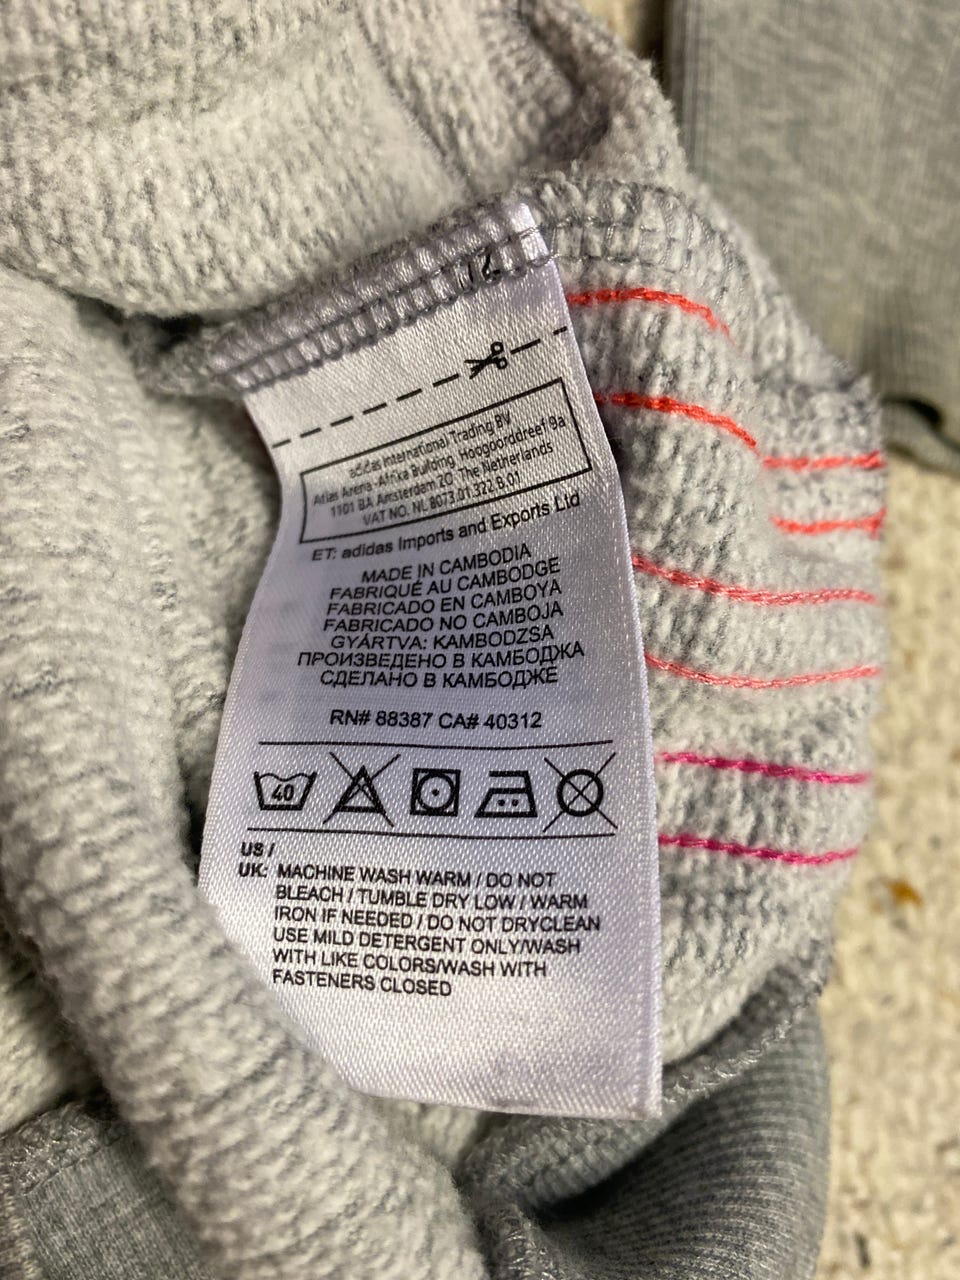 adidas International Trading BV
Atlas Arena -Afrika Building, Hoogoorddreef 9a
1101 BA Amsterdam ZO, The Netherlands
VAT NO. NL 8073.01.322.B.01
ET: adidas Imports and Exports Ltd
MADE IN CAMBODIA
FABRIQUÉ AU CAMBODGE
FABRICADO EN CAMBOYA
FABRICADO NO CAMBOJA
GYÁRTVA: KAMBODZSA
ПРОИЗВЕДЕНО В КАМБОДЖА
СДЕЛАНО В КАМБОДЖЕ
RN# 88387 CA# 40312
40
US /
UK: MACHINE WASH WARM / DO NOT
BLEACH / TUMBLE DRY LOW / WARM
IRON IF NEEDED / DO NOT DRYCLEAN
USE MILD DETERGENT ONLY/WASH
WITH LIKE COLORS/WASH WITH
FASTENERS CLOSED